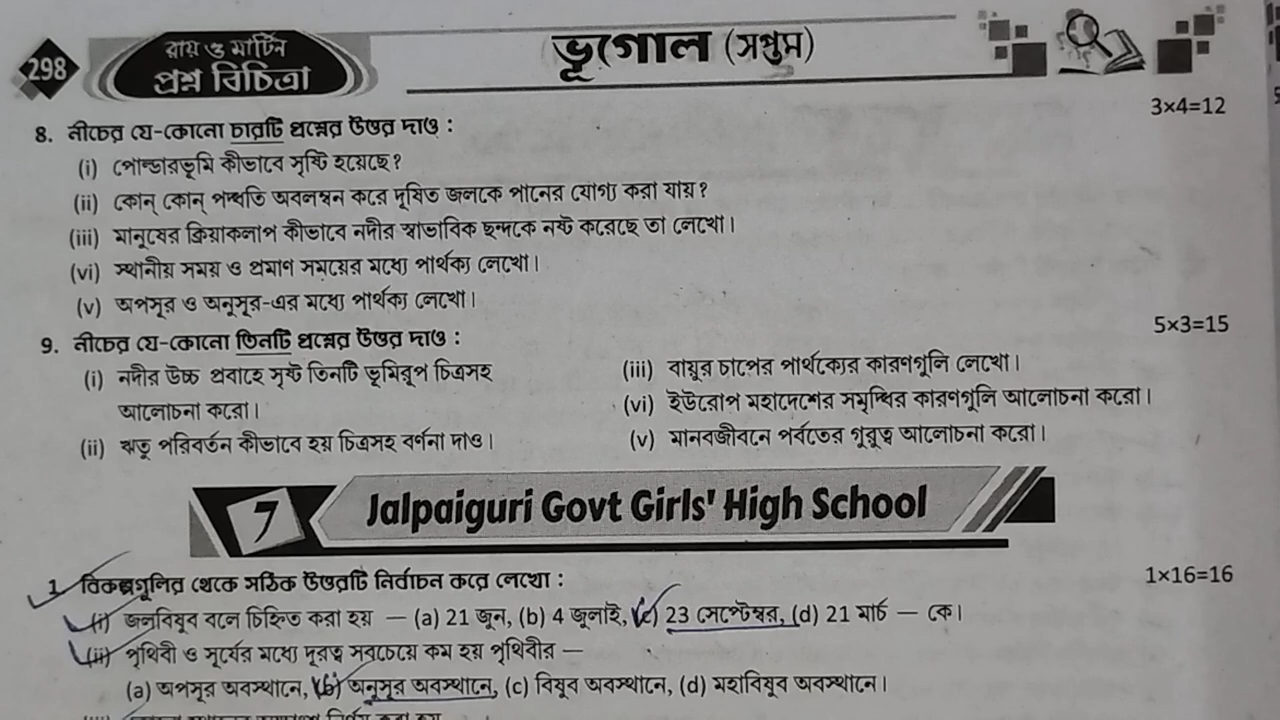 298
রায় ও মার্টিন
প্রশ্ন বিচিত্রা
ভূগোল (সপ্তম)
8. নীচের যে-কোনো চারটি প্রশ্নের উত্তর দাও :
3×4=12
(i) পোল্ডারভূমি কীভাবে সৃষ্টি হয়েছে?
(ii) কোন্ কোন্ পদ্ধতি অবলম্বন করে দূষিত জলকে পানের যোগ্য করা যায়?
(iii) মানুষের ক্রিয়াকলাপ কীভাবে নদীর স্বাভাবিক ছন্দকে নষ্ট করেছে তা লেখো।
(vi) স্থানীয় সময় ও প্রমাণ সময়ের মধ্যে পার্থক্য লেখো।
(v) অপসূর ও অনুসূর-এর মধ্যে পার্থক্য লেখো।
9. নীচের যে-কোনো তিনটি প্রশ্নের উত্তর দাও :
5×3=15
(i) নদীর উচ্চ প্রবাহে সৃষ্ট তিনটি ভূমিরূপ চিত্রসহ
আলোচনা করো।
(ii) ঋতু পরিবর্তন কীভাবে হয় চিত্রসহ বর্ণনা দাও।
(iii) বায়ুর চাপের পার্থক্যের কারণগুলি লেখো।
(vi) ইউরোপ মহাদেশের সমৃদ্ধির কারণগুলি আলোচনা করো।
(v) মানবজীবনে পর্বতের গুরুত্ব আলোচনা করো।
7 Jalpaiguri Govt Girls' High School
1 বিকল্পগুলির থেকে সঠিক উত্তরটি নির্বাচন করে লেখো :
1×16=16
(i) জলবিষুব বলে চিহ্নিত করা হয় — (a) 21 জুন, (b) 4 জুলাই, (c) 23 সেপ্টেম্বর, (d) 21 মার্চ — কে।
(ii) পৃথিবী ও সূর্যের মধ্যে দূরত্ব সবচেয়ে কম হয় পৃথিবীর —
(a) অপসূর অবস্থানে, (b) অনুসূর অবস্থানে, (c) বিষুব অবস্থানে, (d) মহাবিষুব অবস্থানে।